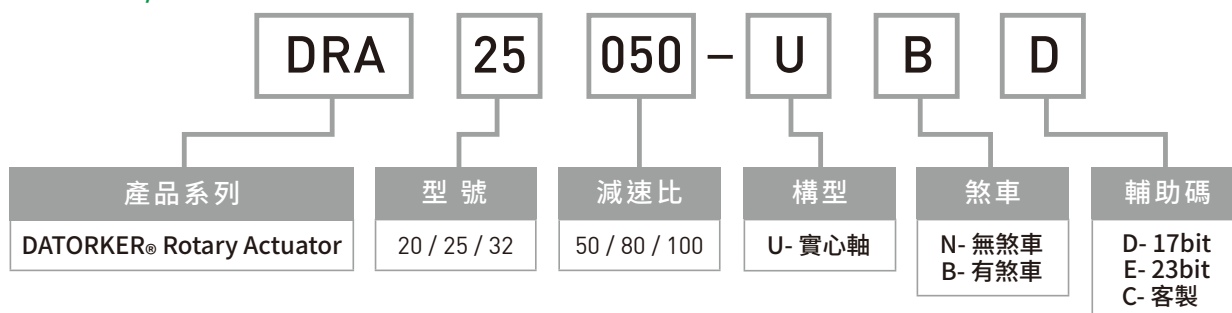 DRA 25 050 – U B D
產品系列 型號 減速比 構型 煞車 輔助碼
DATORKER® Rotary Actuator 20 / 25 / 32 50 / 80 / 100 U- 實心軸 N- 無煞車 D- 17bit
B- 有煞車 E- 23bit
C- 客製